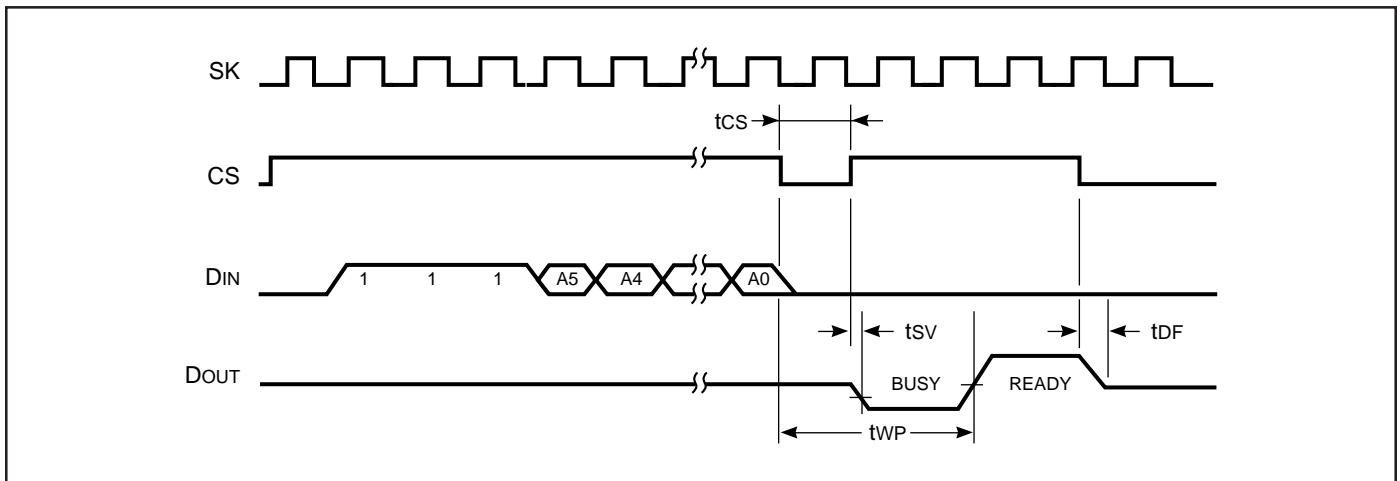 SK
tCS
CS
DIN
1 1 1 A5 A4 A0
tSV
tDF
DOUT
BUSY
READY
tWP